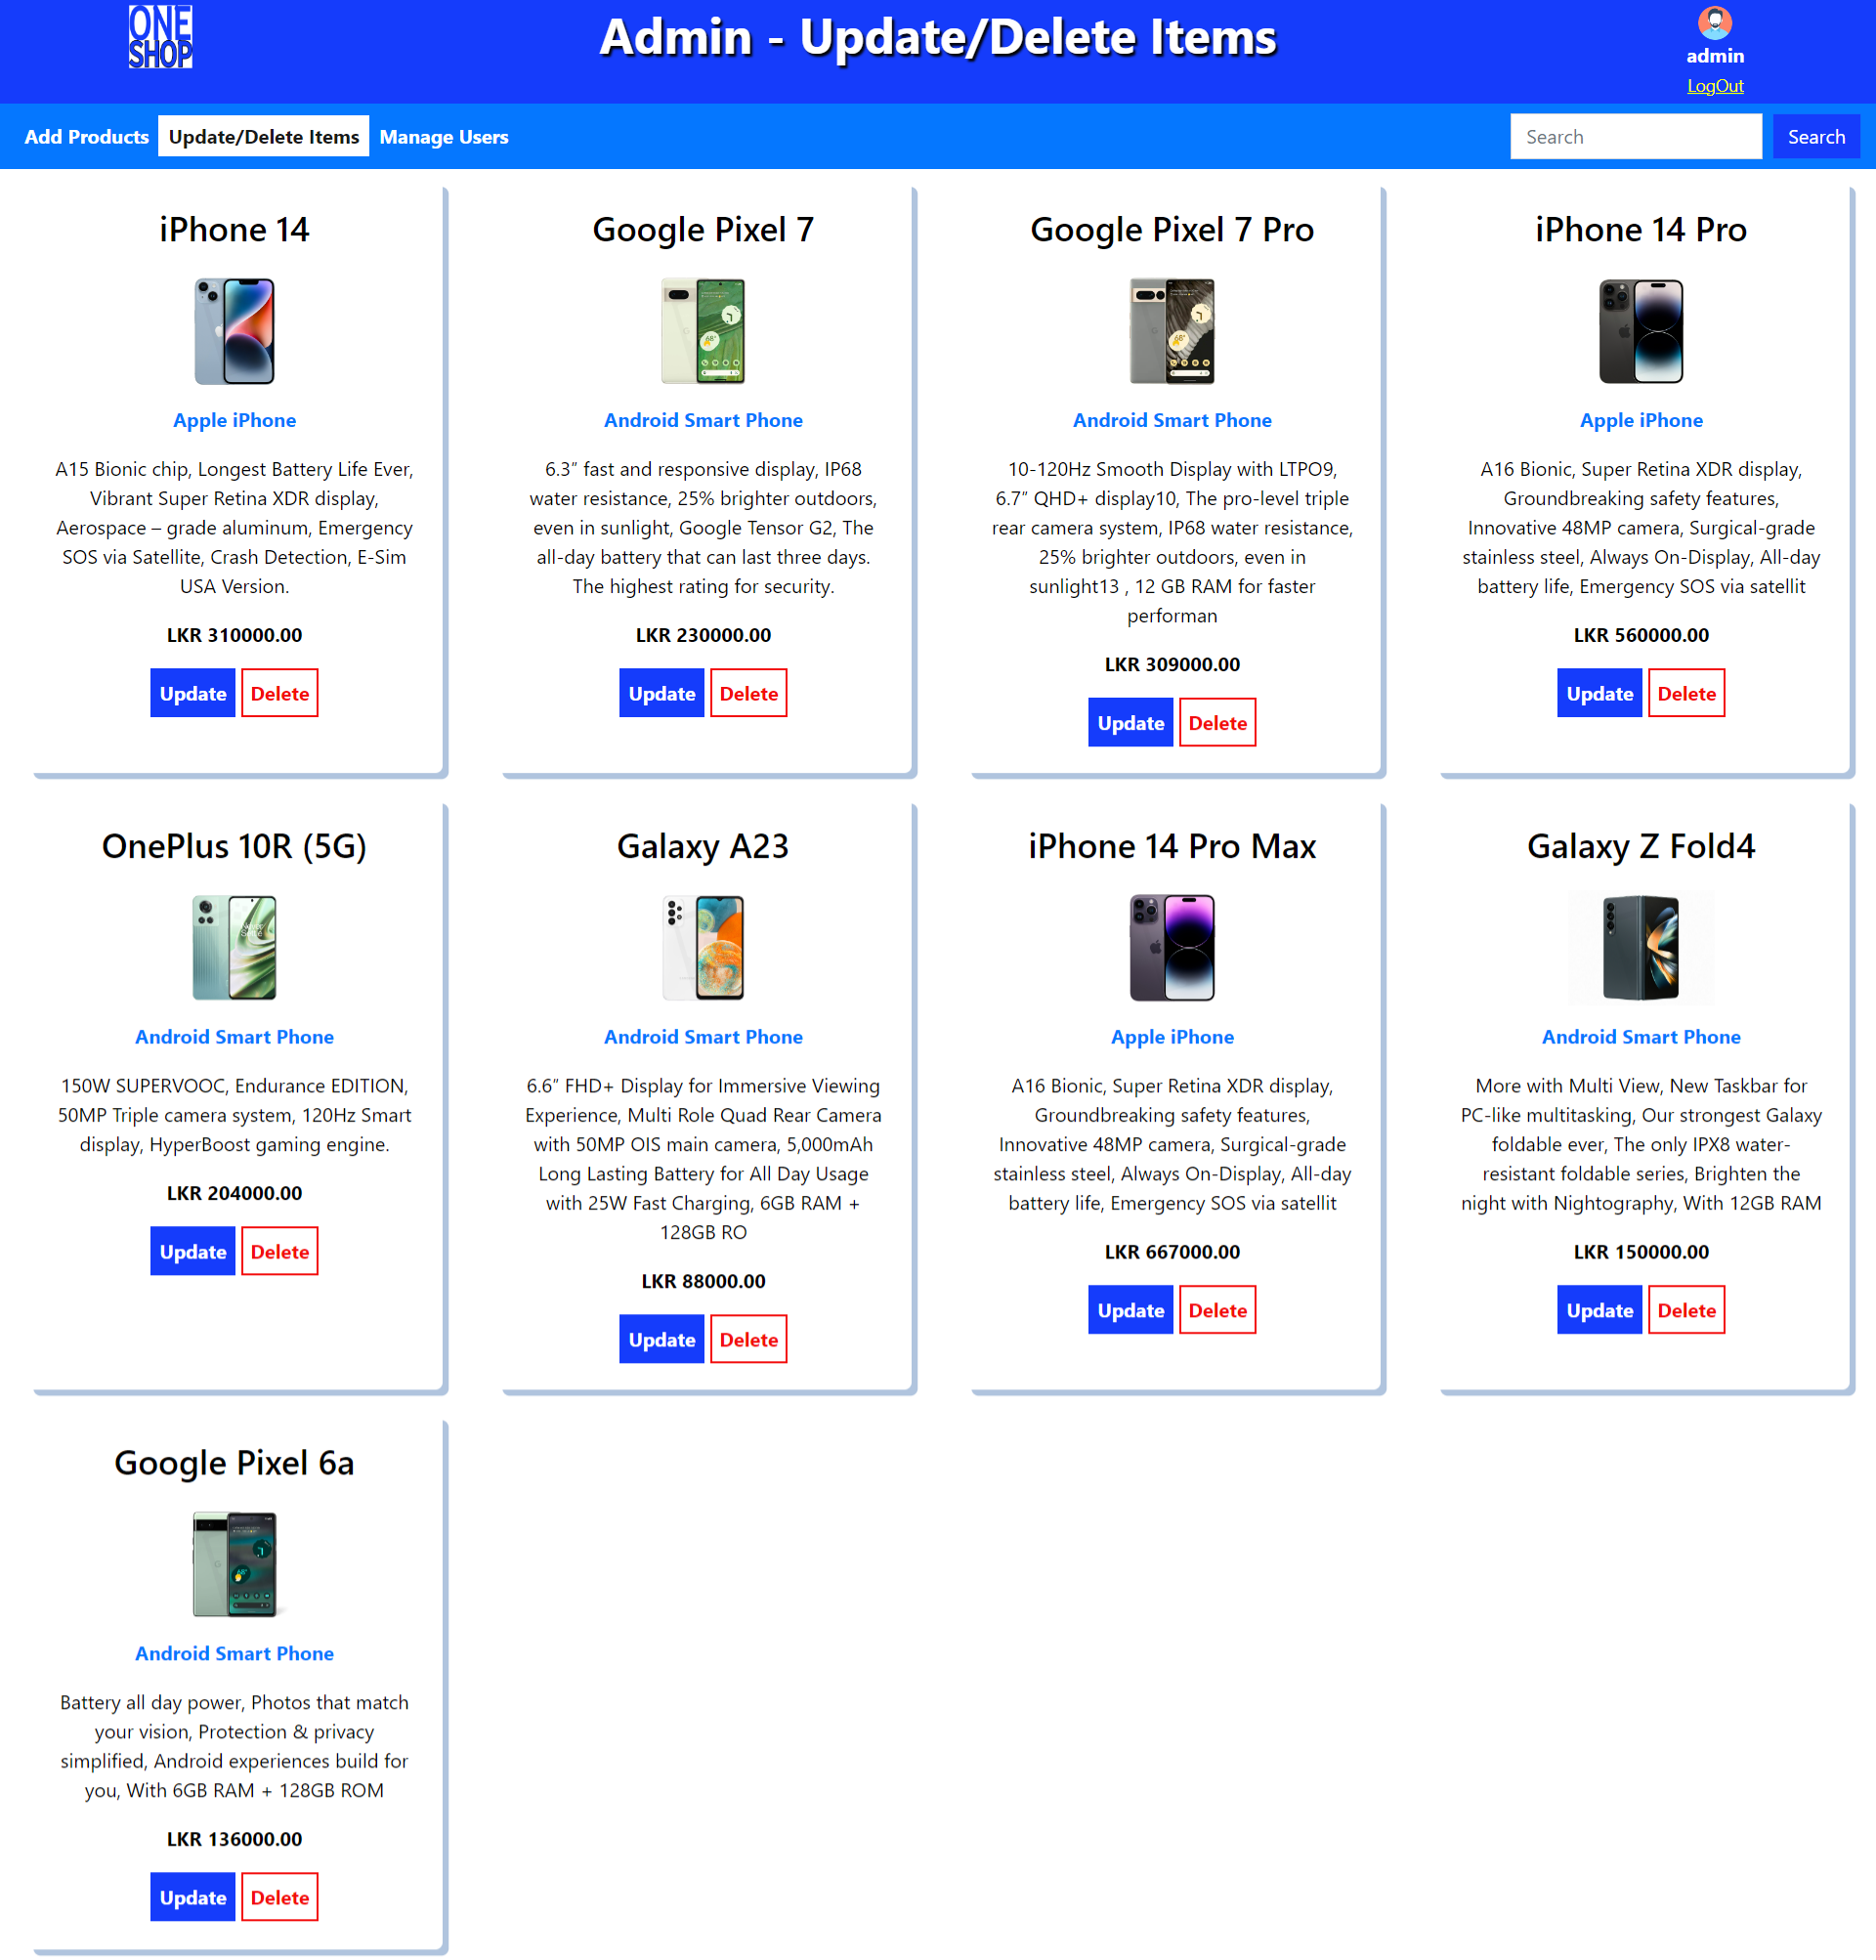 ONE
SHOP
Admin - Update/Delete Items
admin
LogOut
Add Products Update/Delete Items Manage Users
Search Search
iPhone 14
Apple iPhone
A15 Bionic chip, Longest Battery Life Ever,
Vibrant Super Retina XDR display,
Aerospace – grade aluminum, Emergency
SOS via Satellite, Crash Detection, E-Sim
USA Version.
LKR 310000.00
Update Delete
Google Pixel 7
Android Smart Phone
6.3″ fast and responsive display, IP68
water resistance, 25% brighter outdoors,
even in sunlight, Google Tensor G2, The
all-day battery that can last three days.
The highest rating for security.
LKR 230000.00
Update Delete
Google Pixel 7 Pro
Android Smart Phone
10-120Hz Smooth Display with LTPO9,
6.7″ QHD+ display10, The pro-level triple
rear camera system, IP68 water resistance,
25% brighter outdoors, even in
sunlight13 , 12 GB RAM for faster
performan
LKR 309000.00
Update Delete
iPhone 14 Pro
Apple iPhone
A16 Bionic, Super Retina XDR display,
Groundbreaking safety features,
Innovative 48MP camera, Surgical-grade
stainless steel, Always On-Display, All-day
battery life, Emergency SOS via satellit
LKR 560000.00
Update Delete
OnePlus 10R (5G)
Android Smart Phone
150W SUPERVOOC, Endurance EDITION,
50MP Triple camera system, 120Hz Smart
display, HyperBoost gaming engine.
LKR 204000.00
Update Delete
Galaxy A23
Android Smart Phone
6.6″ FHD+ Display for Immersive Viewing
Experience, Multi Role Quad Rear Camera
with 50MP OIS main camera, 5,000mAh
Long Lasting Battery for All Day Usage
with 25W Fast Charging, 6GB RAM +
128GB RO
LKR 88000.00
Update Delete
iPhone 14 Pro Max
Apple iPhone
A16 Bionic, Super Retina XDR display,
Groundbreaking safety features,
Innovative 48MP camera, Surgical-grade
stainless steel, Always On-Display, All-day
battery life, Emergency SOS via satellit
LKR 667000.00
Update Delete
Galaxy Z Fold4
Android Smart Phone
More with Multi View, New Taskbar for
PC-like multitasking, Our strongest Galaxy
foldable ever, The only IPX8 water-
resistant foldable series, Brighten the
night with Nightography, With 12GB RAM
LKR 150000.00
Update Delete
Google Pixel 6a
Android Smart Phone
Battery all day power, Photos that match
your vision, Protection & privacy
simplified, Android experiences build for
you, With 6GB RAM + 128GB ROM
LKR 136000.00
Update Delete